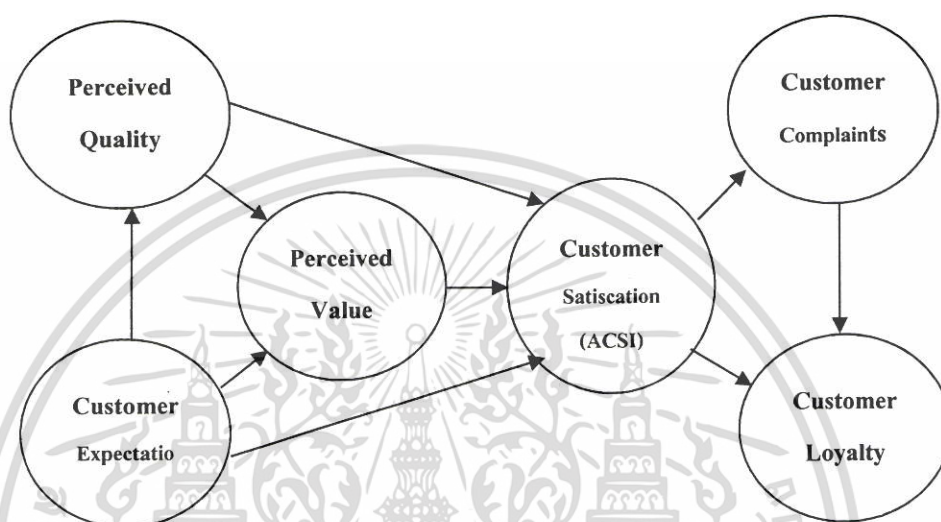 Perceived
Quality
Customer
Complaints
Perceived
Value
Customer
Satiscation
(ACSI)
Customer
Expectatio
Customer
Loyalty